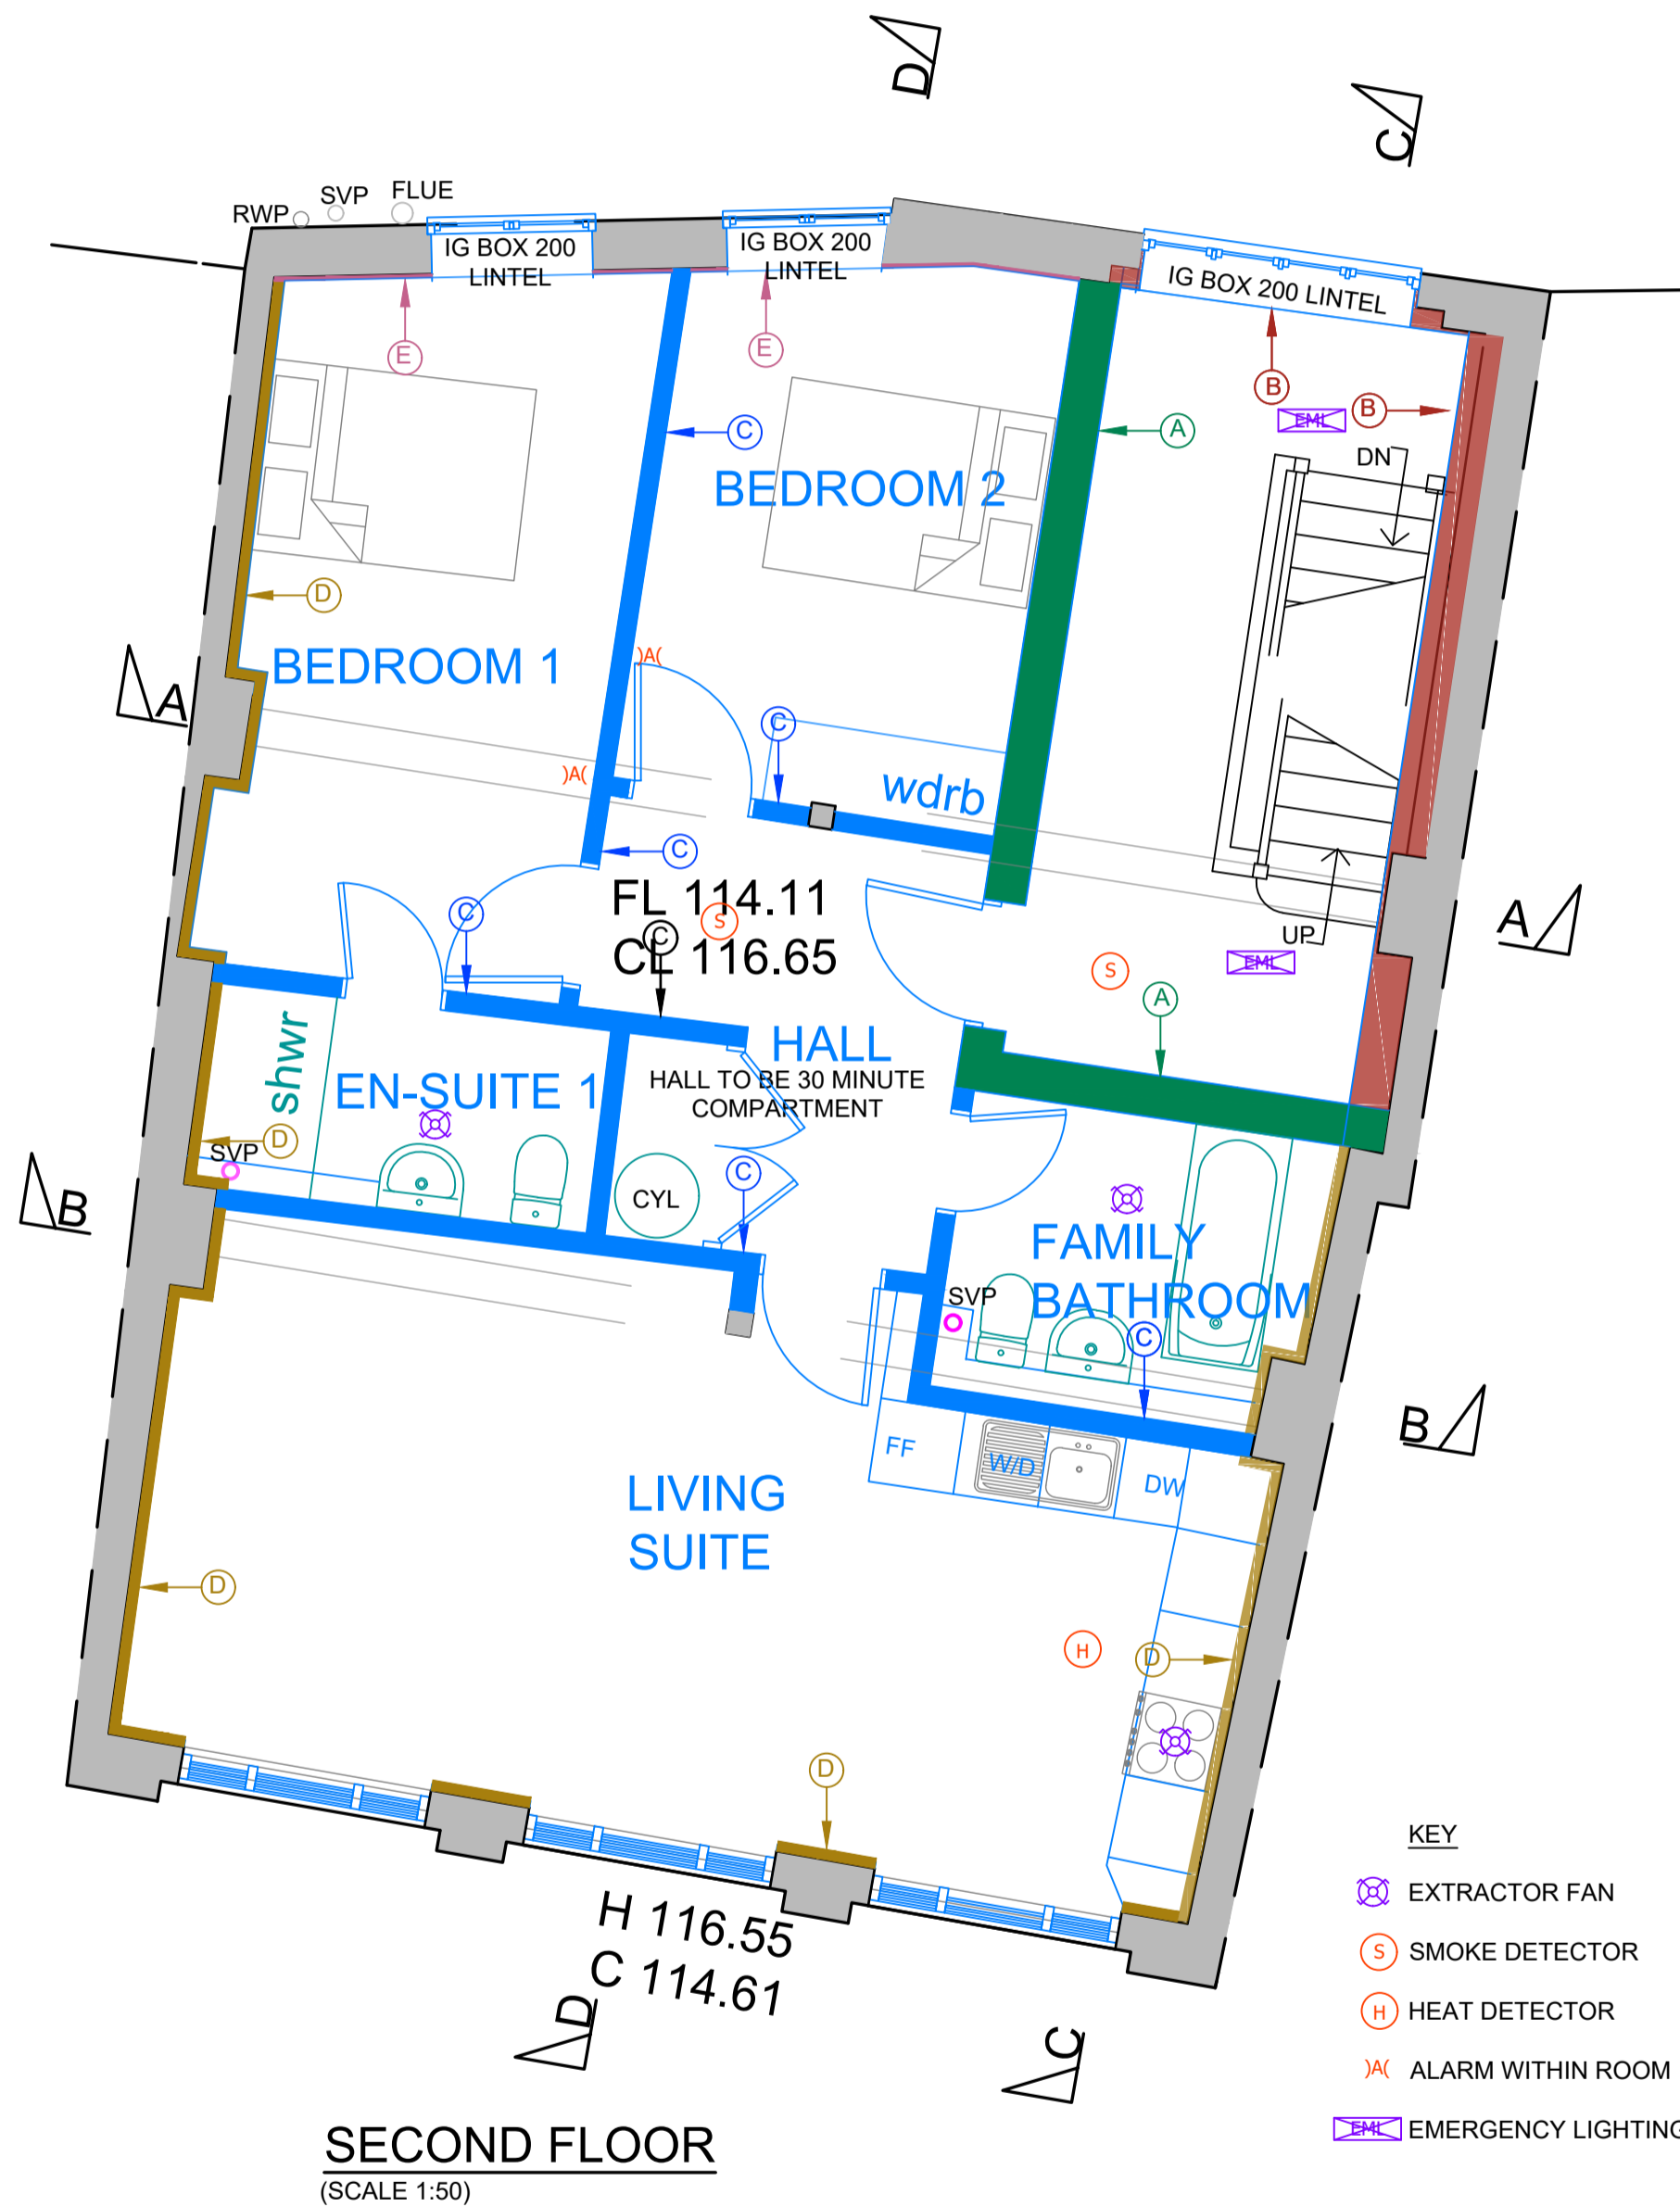 D
C
RWP
SVP
FLUE
IG BOX 200
LINTEL
IG BOX 200
LINTEL
IG BOX 200 LINTEL
E
E
B
B
EML
C
A
DN
BEDROOM 2
D
BEDROOM 1
)A(
A
C
)A(
wdrb
C
C
FL 114.11
S
C
CL 116.65
UP
A
EML
S
A
shwr
HALL
EN-SUITE 1
HALL TO BE 30 MINUTE
COMPARTMENT
D
SVP
C
CYL
B
FAMILY
BATHROOM
SVP
C
B
FF
W/D
DW
LIVING
SUITE
D
H
D
D
H 116.55
C 114.61
D
C
KEY
EXTRACTOR FAN
S SMOKE DETECTOR
H HEAT DETECTOR
)A( ALARM WITHIN ROOM
EML EMERGENCY LIGHTING
SECOND FLOOR
(SCALE 1:50)